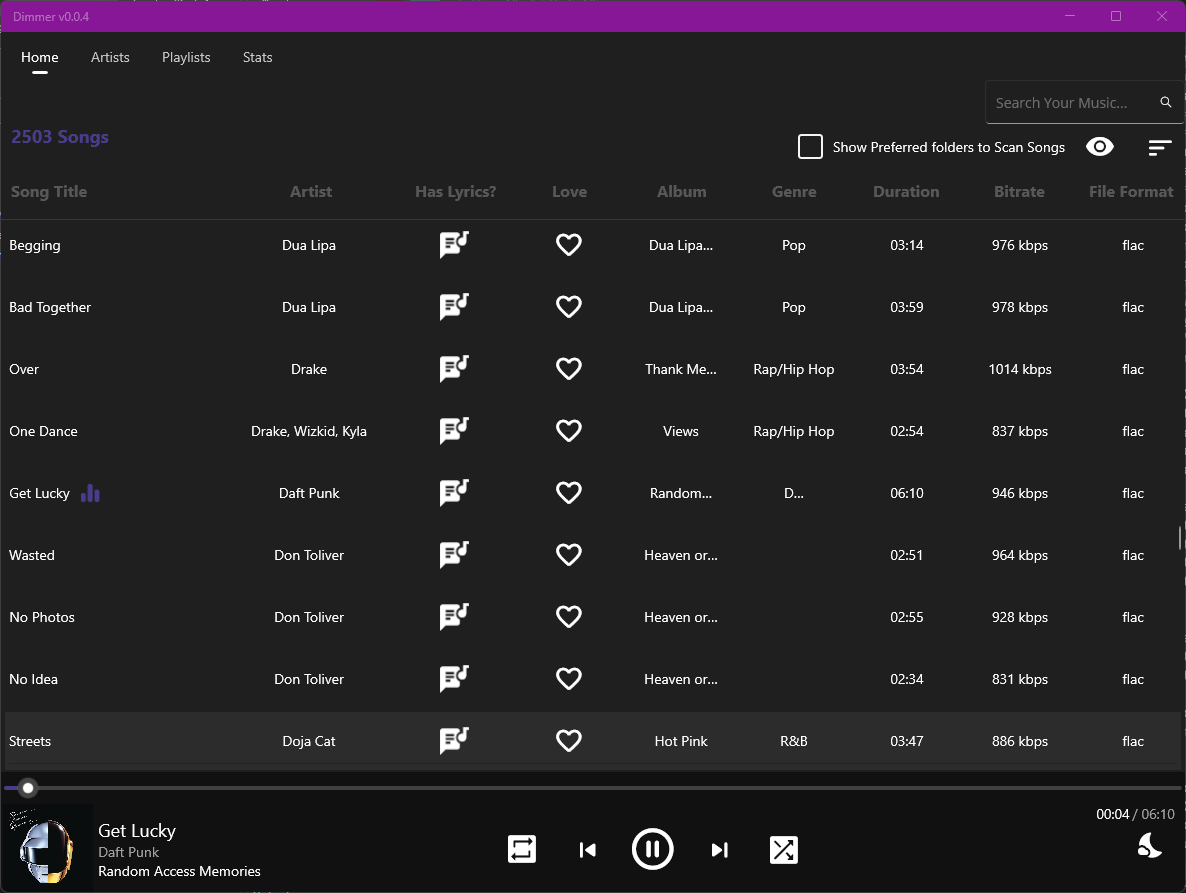 Dimmer v0.0.4
Home Artists Playlists Stats
Search Your Music...
2503 Songs
Show Preferred folders to Scan Songs
Song Title Artist Has Lyrics? Love Album Genre Duration Bitrate File Format
Begging Dua Lipa Dua Lipa... Pop 03:14 976 kbps flac
Bad Together Dua Lipa Dua Lipa... Pop 03:59 978 kbps flac
Over Drake Thank Me... Rap/Hip Hop 03:54 1014 kbps flac
One Dance Drake, Wizkid, Kyla Views Rap/Hip Hop 02:54 837 kbps flac
Get Lucky Daft Punk Random... D... 06:10 946 kbps flac
Wasted Don Toliver Heaven or... 02:51 964 kbps flac
No Photos Don Toliver Heaven or... 02:55 928 kbps flac
No Idea Don Toliver Heaven or... 02:34 831 kbps flac
Streets Doja Cat Hot Pink R&B 03:47 886 kbps flac
00:04 / 06:10
Get Lucky
Daft Punk
Random Access Memories